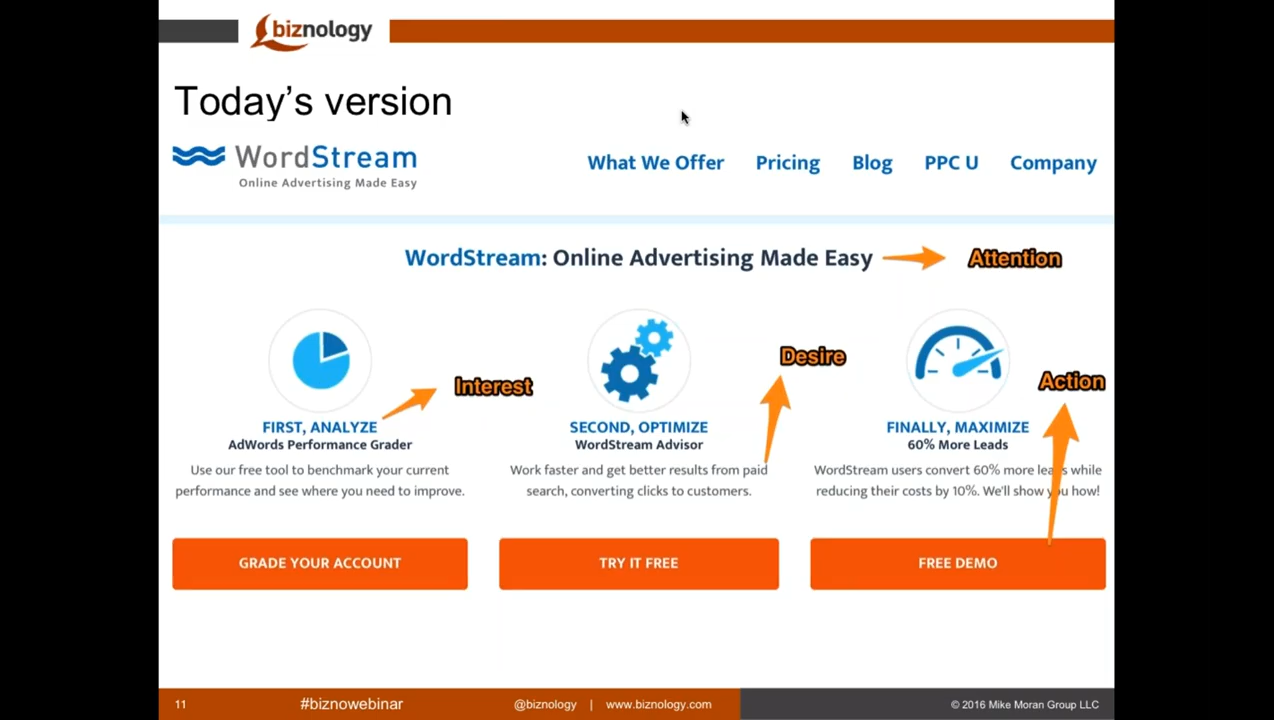 biznology
Today's version
WordStream
Online Advertising Made Easy
What We Offer Pricing Blog PPC U Company
WordStream: Online Advertising Made Easy
Attention
Interest
Desire
Action
FIRST, ANALYZE
AdWords Performance Grader
Use our free tool to benchmark your current
performance and see where you need to improve.
GRADE YOUR ACCOUNT
SECOND, OPTIMIZE
WordStream Advisor
Work faster and get better results from paid
search, converting clicks to customers.
TRY IT FREE
FINALLY, MAXIMIZE
60% More Leads
WordStream users convert 60% more leads while
reducing their costs by 10%. We'll show you how!
FREE DEMO
11 #biznowebinar @biznology | www.biznology.com © 2016 Mike Moran Group LLC